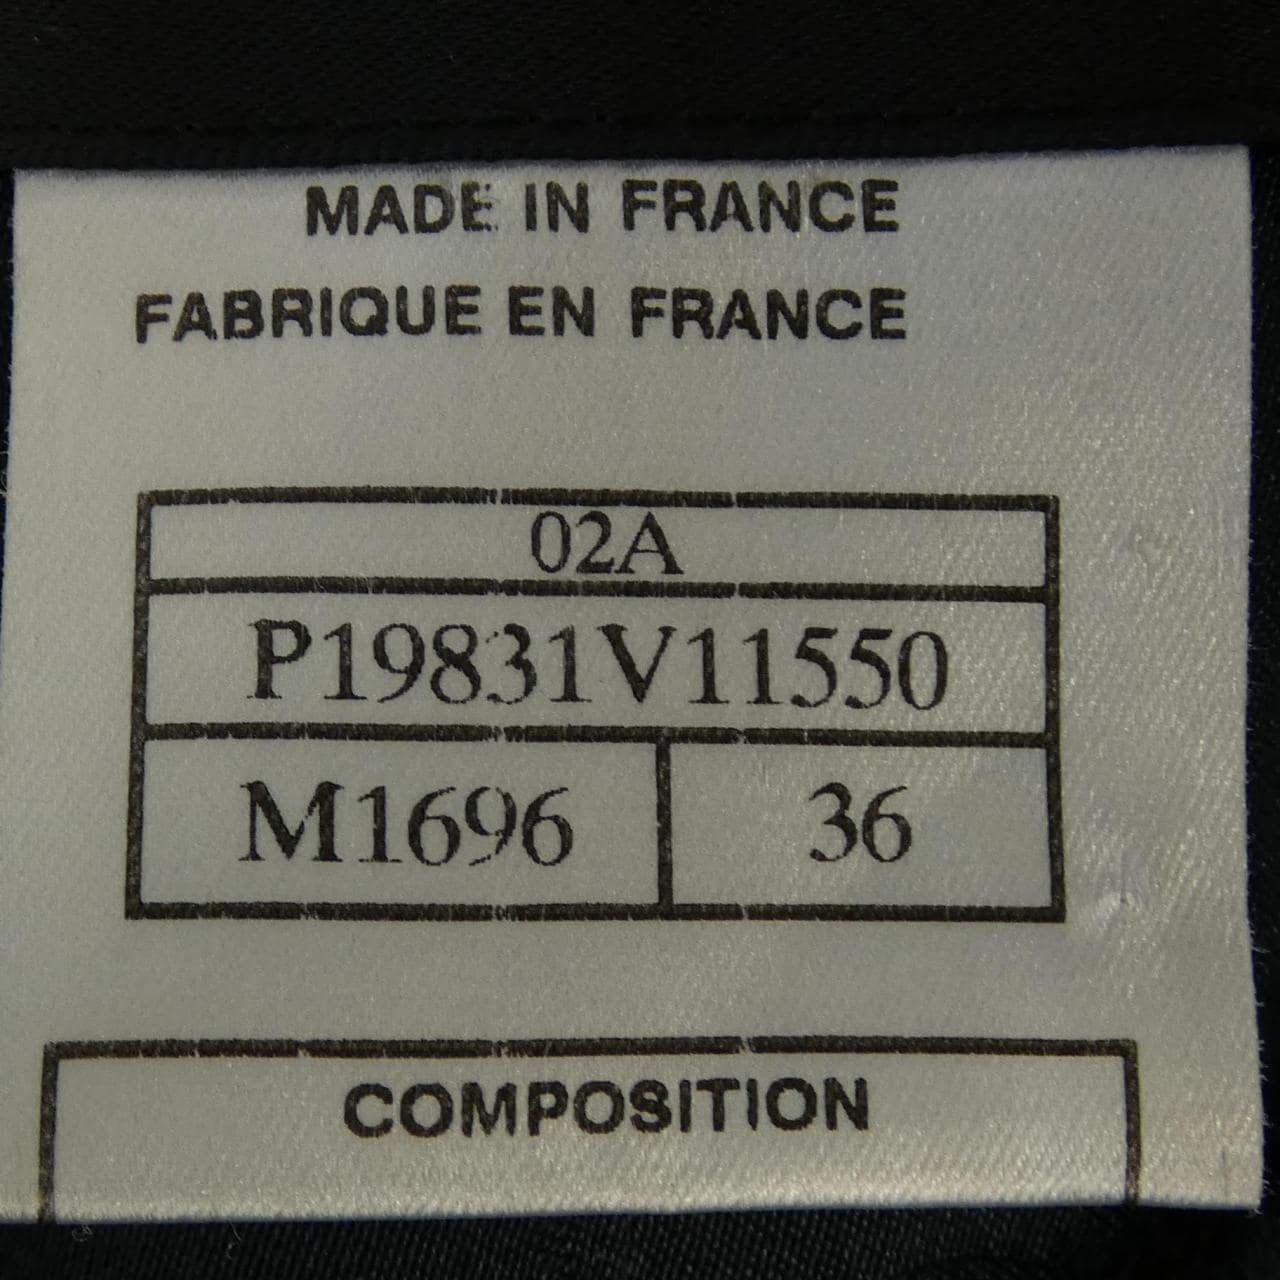 MADE IN FRANCE
FABRIQUE EN FRANCE
02A
P19831V11550
M1696 36
COMPOSITION